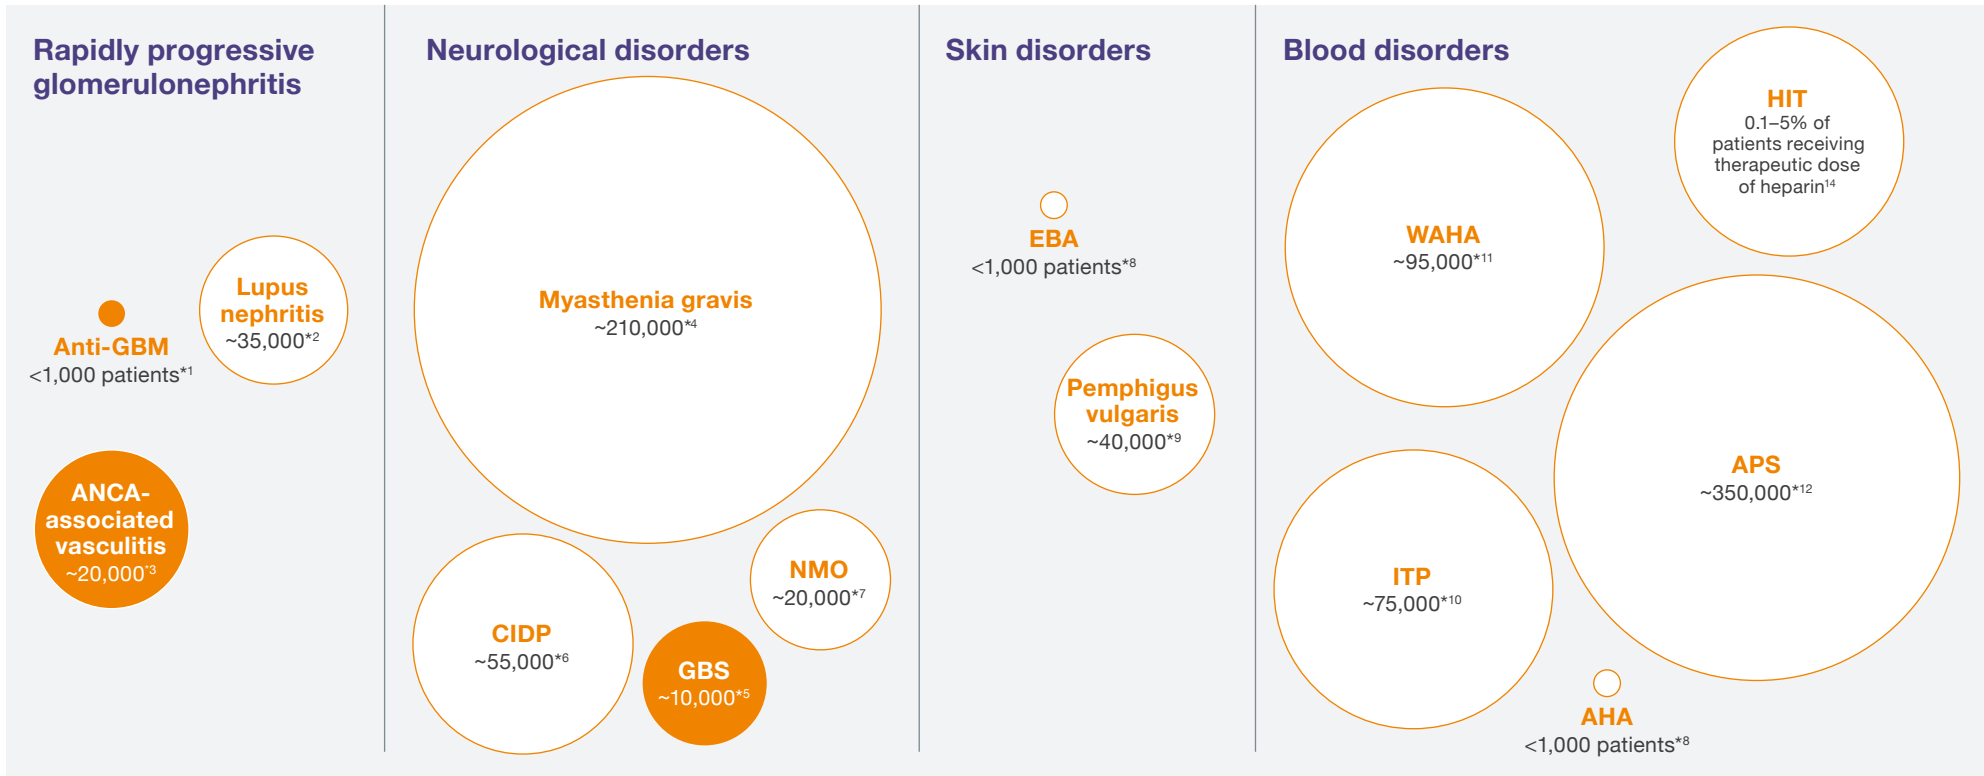 Rapidly progressive
glomerulonephritis
Anti-GBM
<1,000 patients*1
Lupus
nephritis
~35,000*2
ANCA-
associated
vasculitis
~20,000*3
Neurological disorders
Myasthenia gravis
~210,000*4
CIDP
~55,000*6
GBS
~10,000*5
NMO
~20,000*7
Skin disorders
EBA
<1,000 patients*8
Pemphigus
vulgaris
~40,000*9
Blood disorders
HIT
0.1–5% of
patients receiving
therapeutic dose
of heparin14
WAHA
~95,000*11
APS
~350,000*12
ITP
~75,000*10
AHA
<1,000 patients*8